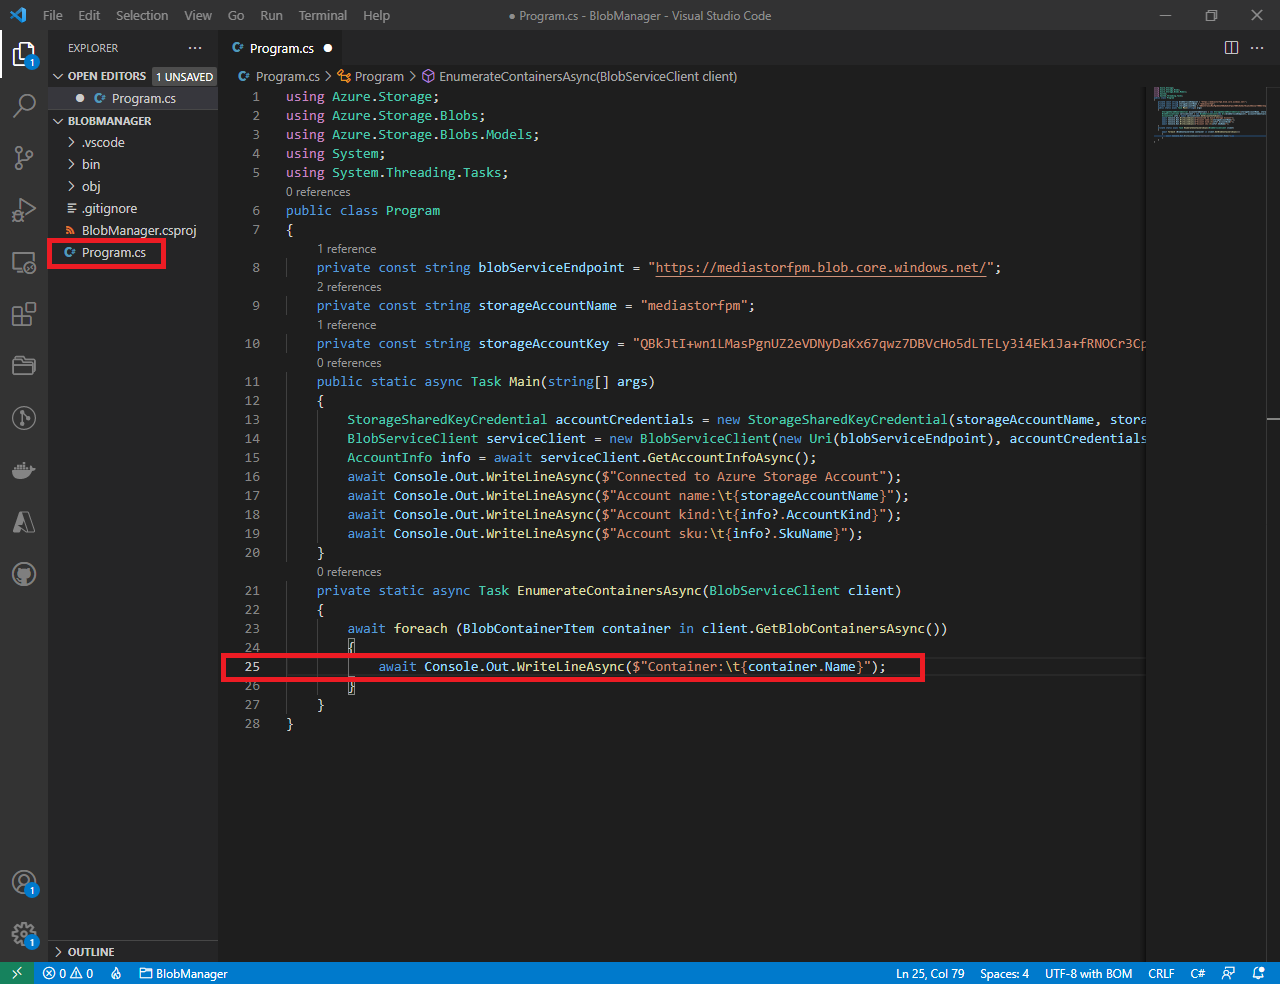 File Edit Selection View Go Run Terminal Help
● Program.cs - BlobManager - Visual Studio Code
EXPLORER
OPEN EDITORS 1 UNSAVED
C# Program.cs
BLOBMANAGER
.vscode
bin
obj
.gitignore
BlobManager.csproj
C# Program.cs
OUTLINE
1
1
1
C# Program.cs
C# Program.cs > Program > EnumerateContainersAsync(BlobServiceClient client)
1 using Azure.Storage;
2 using Azure.Storage.Blobs;
3 using Azure.Storage.Blobs.Models;
4 using System;
5 using System.Threading.Tasks;
0 references
6 public class Program
7 {
1 reference
8 private const string blobServiceEndpoint = "https://mediastorfpm.blob.core.windows.net/";
2 references
9 private const string storageAccountName = "mediastorfpm";
1 reference
10 private const string storageAccountKey = "QBkJtI+wn1LMasPgnUZ2eVDNyDaKx67qwz7DBVcHo5dLTELy3i4Ek1Ja+fRNOCr3Cp
0 references
11 public static async Task Main(string[] args)
12 {
13 StorageSharedKeyCredential accountCredentials = new StorageSharedKeyCredential(storageAccountName, stora
14 BlobServiceClient serviceClient = new BlobServiceClient(new Uri(blobServiceEndpoint), accountCredentials
15 AccountInfo info = await serviceClient.GetAccountInfoAsync();
16 await Console.Out.WriteLineAsync($"Connected to Azure Storage Account");
17 await Console.Out.WriteLineAsync($"Account name:\t{storageAccountName}");
18 await Console.Out.WriteLineAsync($"Account kind:\t{info?.AccountKind}");
19 await Console.Out.WriteLineAsync($"Account sku:\t{info?.SkuName}");
20 }
0 references
21 private static async Task EnumerateContainersAsync(BlobServiceClient client)
22 {
23 await foreach (BlobContainerItem container in client.GetBlobContainersAsync())
24 {
25 await Console.Out.WriteLineAsync($"Container:\t{container.Name}");
26 }
27 }
28 }
0 0 BlobManager Ln 25, Col 79 Spaces: 4 UTF-8 with BOM CRLF C#